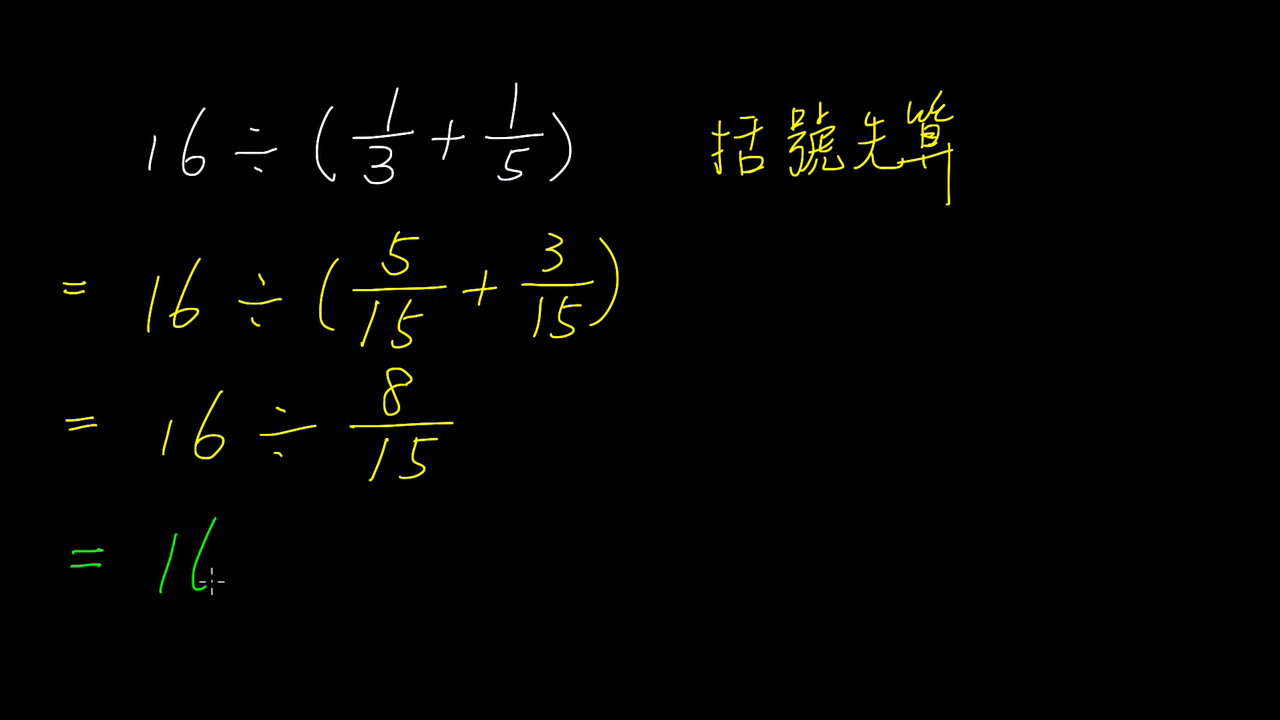 16 ÷ (1/3 + 1/5) 括號先算
= 16 ÷ (5/15 + 3/15)
= 16 ÷ 8/15
= 16